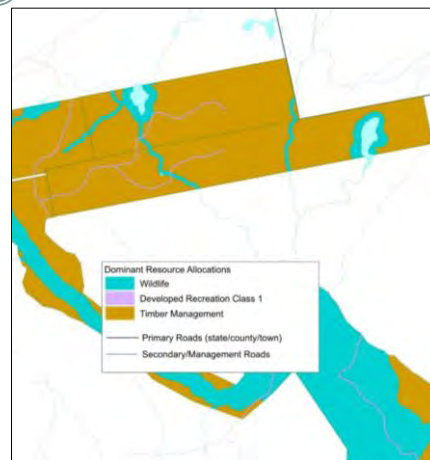 Dominant Resource Allocations
Wildlife
Developed Recreation Class 1
Timber Management
Primary Roads (state/county/town)
Secondary/Management Roads